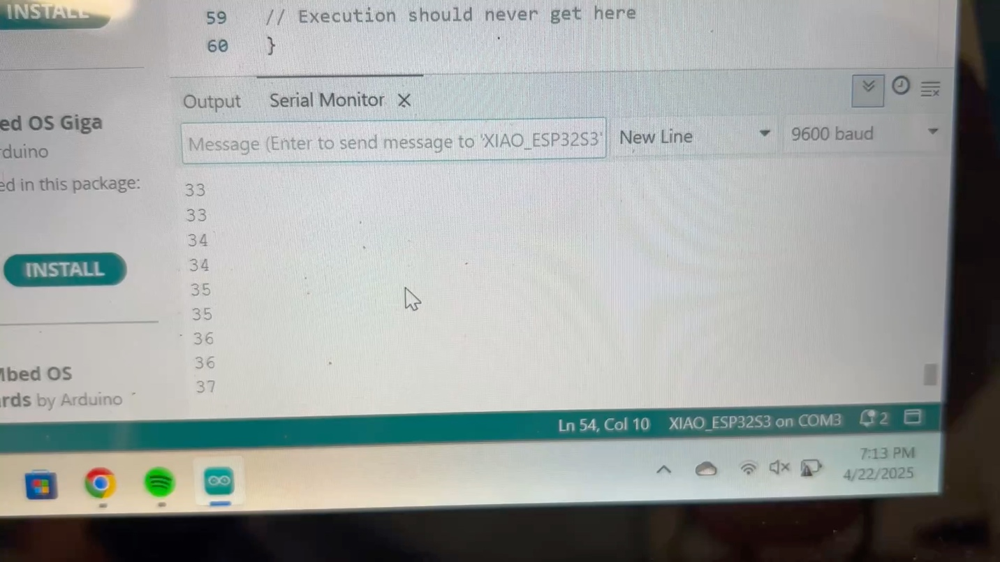 INSTALL
59 // Execution should never get here
60 }
Output Serial Monitor
ed OS Giga
rduino
ed in this package:
Message (Enter to send message to 'XIAO_ESP32S3'
New Line
9600 baud
33
33
34
34
INSTALL
35
35
36
36
37
Mbed OS
rds by Arduino
Ln 54, Col 10 XIAO_ESP32S3 on COM3 2
7:13 PM
4/22/2025